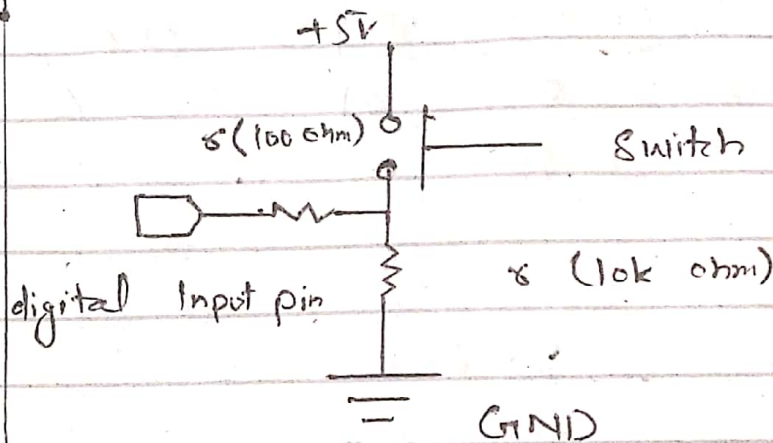 +5V
r (100 ohm)
Switch
r (10k ohm)
digital Input pin
GND